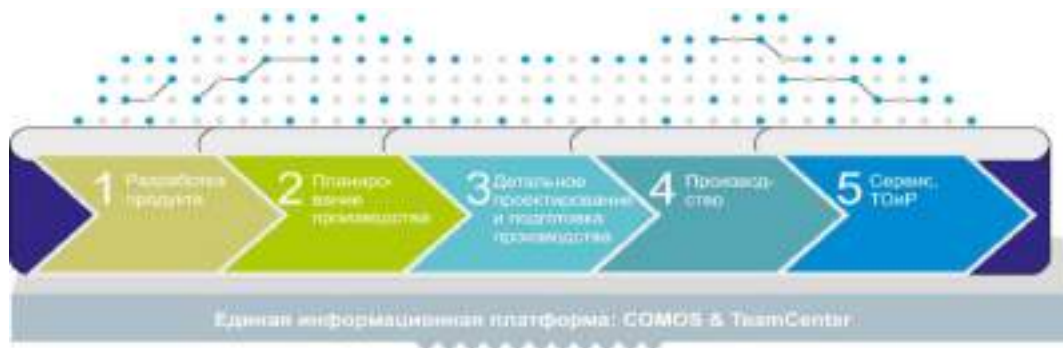 1 Разработка
продукта
2 Планиро-
вание
производства
3 Детальное
проектирование
и подготовка
производства
4 Производ-
ство
5 Сервис,
ТОиР
Единая информационная платформа: COMOS & TeamCenter